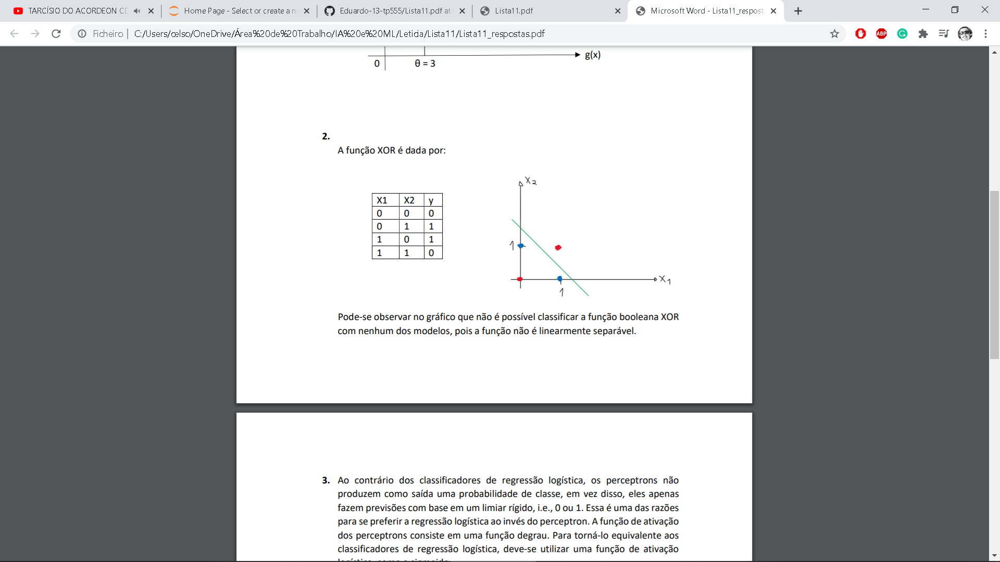 TARCÍSIO DO ACORDEON CD
Home Page - Select or create a n
Eduardo-13-tp555/Lista11.pdf at
Lista11.pdf
Microsoft Word - Lista11_respost
Ficheiro
C:/Users/celso/OneDrive/Área%20de%20Trabalho/IA%20e%20ML/Leticia/Lista11/Lista11_respostas.pdf
ABP
g(x)
0 θ = 3
2.
A função XOR é dada por:
X1 X2 y
0 0 0
0 1 1
1 0 1
1 1 0
X2
1
X1
1
Pode-se observar no gráfico que não é possível classificar a função booleana XOR
com nenhum dos modelos, pois a função não é linearmente separável.
3. Ao contrário dos classificadores de regressão logística, os perceptrons não
produzem como saída uma probabilidade de classe, em vez disso, eles apenas
fazem previsões com base em um limiar rígido, i.e., 0 ou 1. Essa é uma das razões
para se preferir a regressão logística ao invés do perceptron. A função de ativação
dos perceptrons consiste em uma função degrau. Para torná-lo equivalente aos
classificadores de regressão logística, deve-se utilizar uma função de ativação